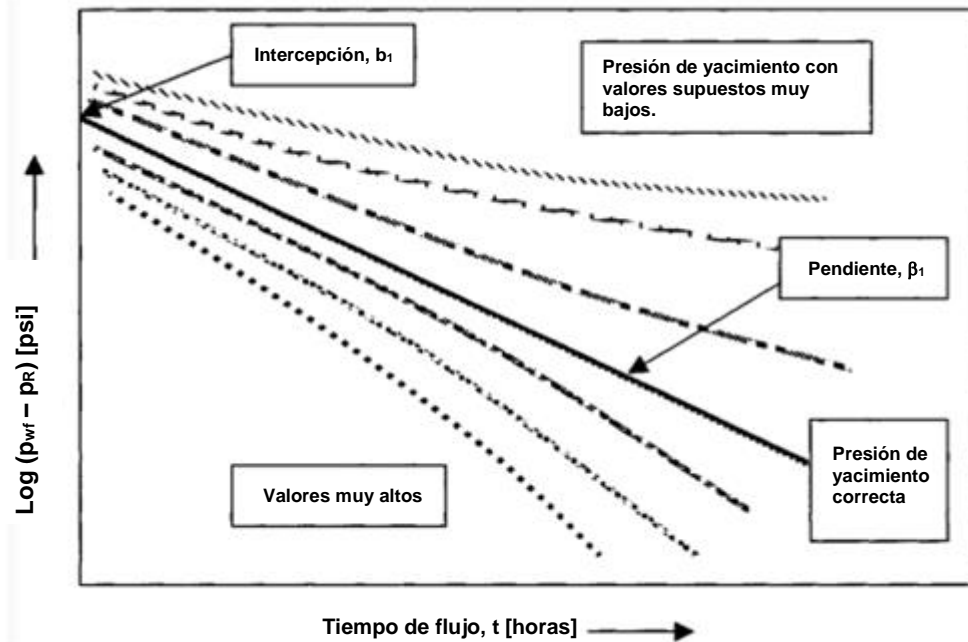 Intercepción, b₁
Presión de yacimiento con
valores supuestos muy
bajos.
Pendiente, β₁
Log (pwf – pR) [psi]
Valores muy altos
Presión de
yacimiento
correcta
Tiempo de flujo, t [horas]